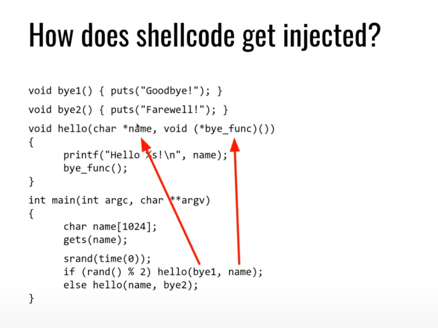 How does shellcode get injected?
void bye1() { puts("Goodbye!"); }
void bye2() { puts("Farewell!"); }
void hello(char *name, void (*bye_func)())
{
printf("Hello %s!\n", name);
bye_func();
}
int main(int argc, char **argv)
{
char name[1024];
gets(name);
srand(time(0));
if (rand() % 2) hello(bye1, name);
else hello(name, bye2);
}